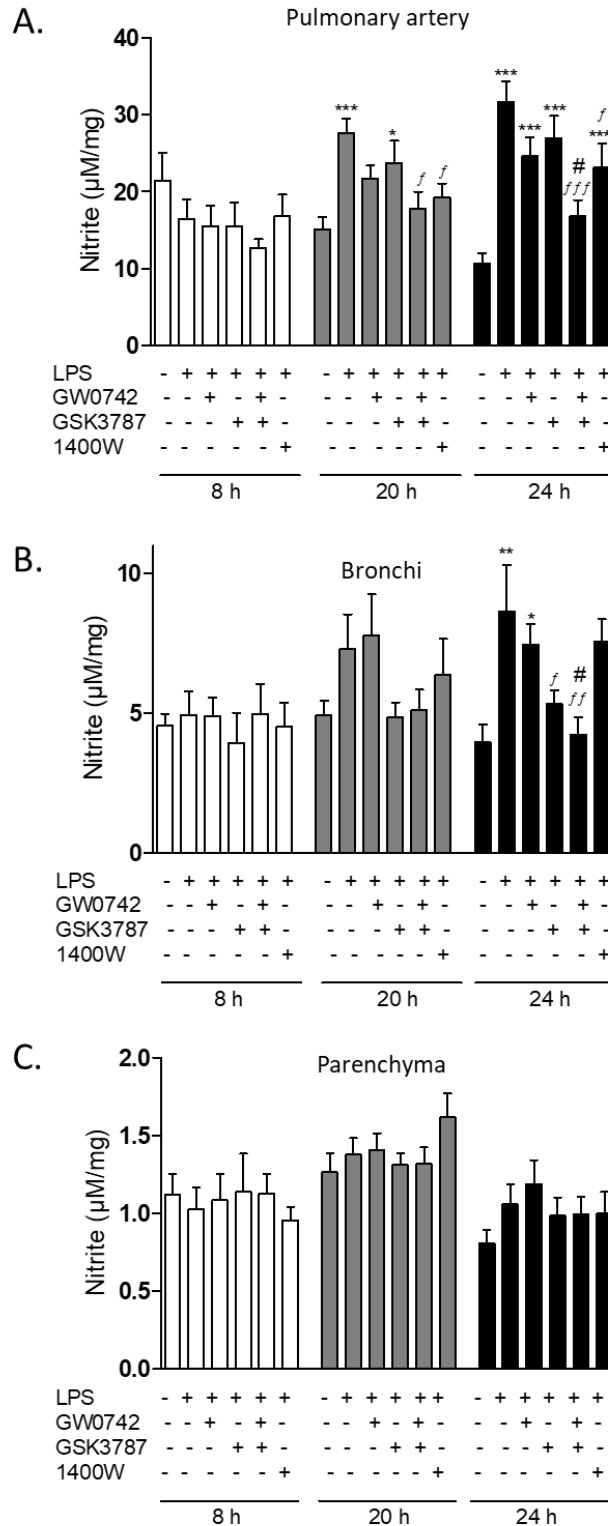 A.
Pulmonary artery
Nitrite (µM/mg)
40
30
20
10
0
*** * ƒ ƒ
*** *** *** # ƒƒƒ ƒ ***
LPS - + + + + + - + + + + + - + + + + +
GW0742 - - + - + - - - + - + - - - + - + -
GSK3787 - - - + + - - - - + + - - - - + + -
1400W - - - - - + - - - - - + - - - - - +
8 h 20 h 24 h
B.
Bronchi
Nitrite (µM/mg)
10
5
0
** * ƒ # ƒƒ
LPS - + + + + + - + + + + + - + + + + +
GW0742 - - + - + - - - + - + - - - + - + -
GSK3787 - - - + + - - - - + + - - - - + + -
1400W - - - - - + - - - - - + - - - - - +
8 h 20 h 24 h
C.
Parenchyma
Nitrite (µM/mg)
2.0
1.5
1.0
0.5
0.0
LPS - + + + + + - + + + + + - + + + + +
GW0742 - - + - + - - - + - + - - - + - + -
GSK3787 - - - + + - - - - + + - - - - + + -
1400W - - - - - + - - - - - + - - - - - +
8 h 20 h 24 h